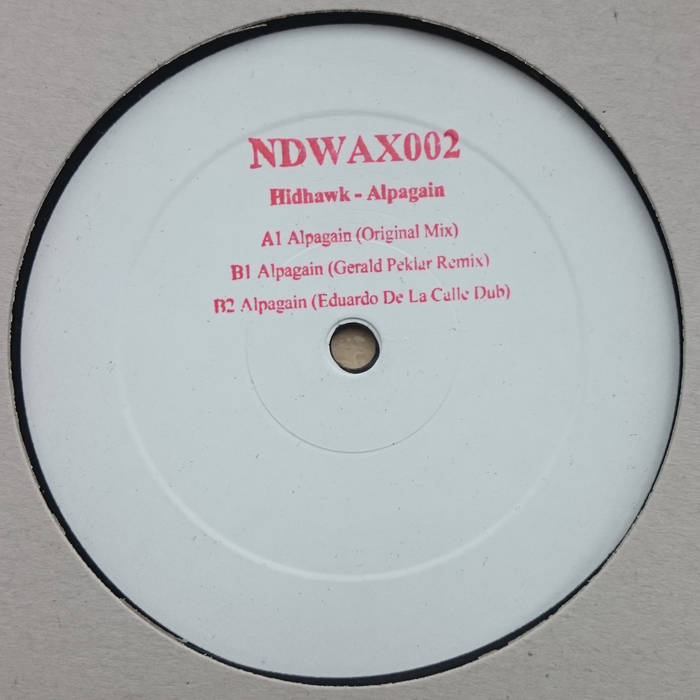 NDWAX002
Hidhawk - Alpagain
A1 Alpagain (Original Mix)
B1 Alpagain (Gerald Peklar Remix)
B2 Alpagain (Eduardo De La Calle Dub)